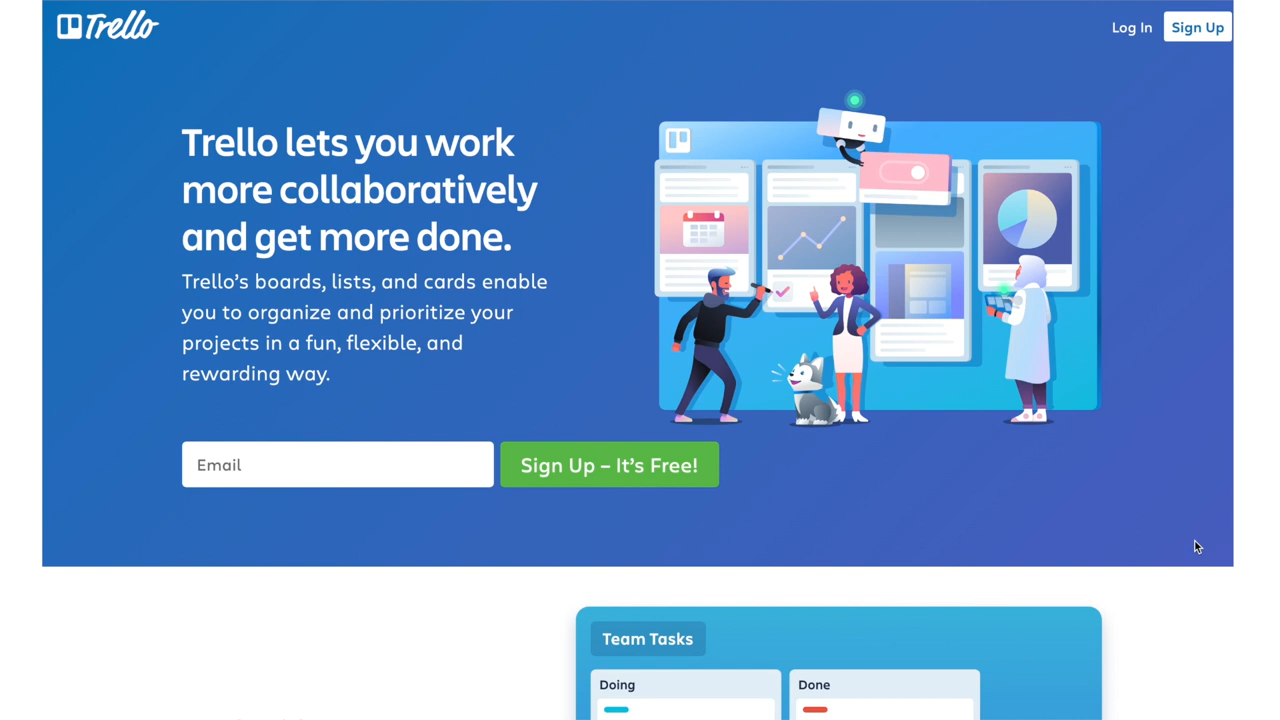 Trello
Log In
Sign Up
Trello lets you work
more collaboratively
and get more done.
Trello’s boards, lists, and cards enable
you to organize and prioritize your
projects in a fun, flexible, and
rewarding way.
Email
Sign Up – It’s Free!
Team Tasks
Doing
Done